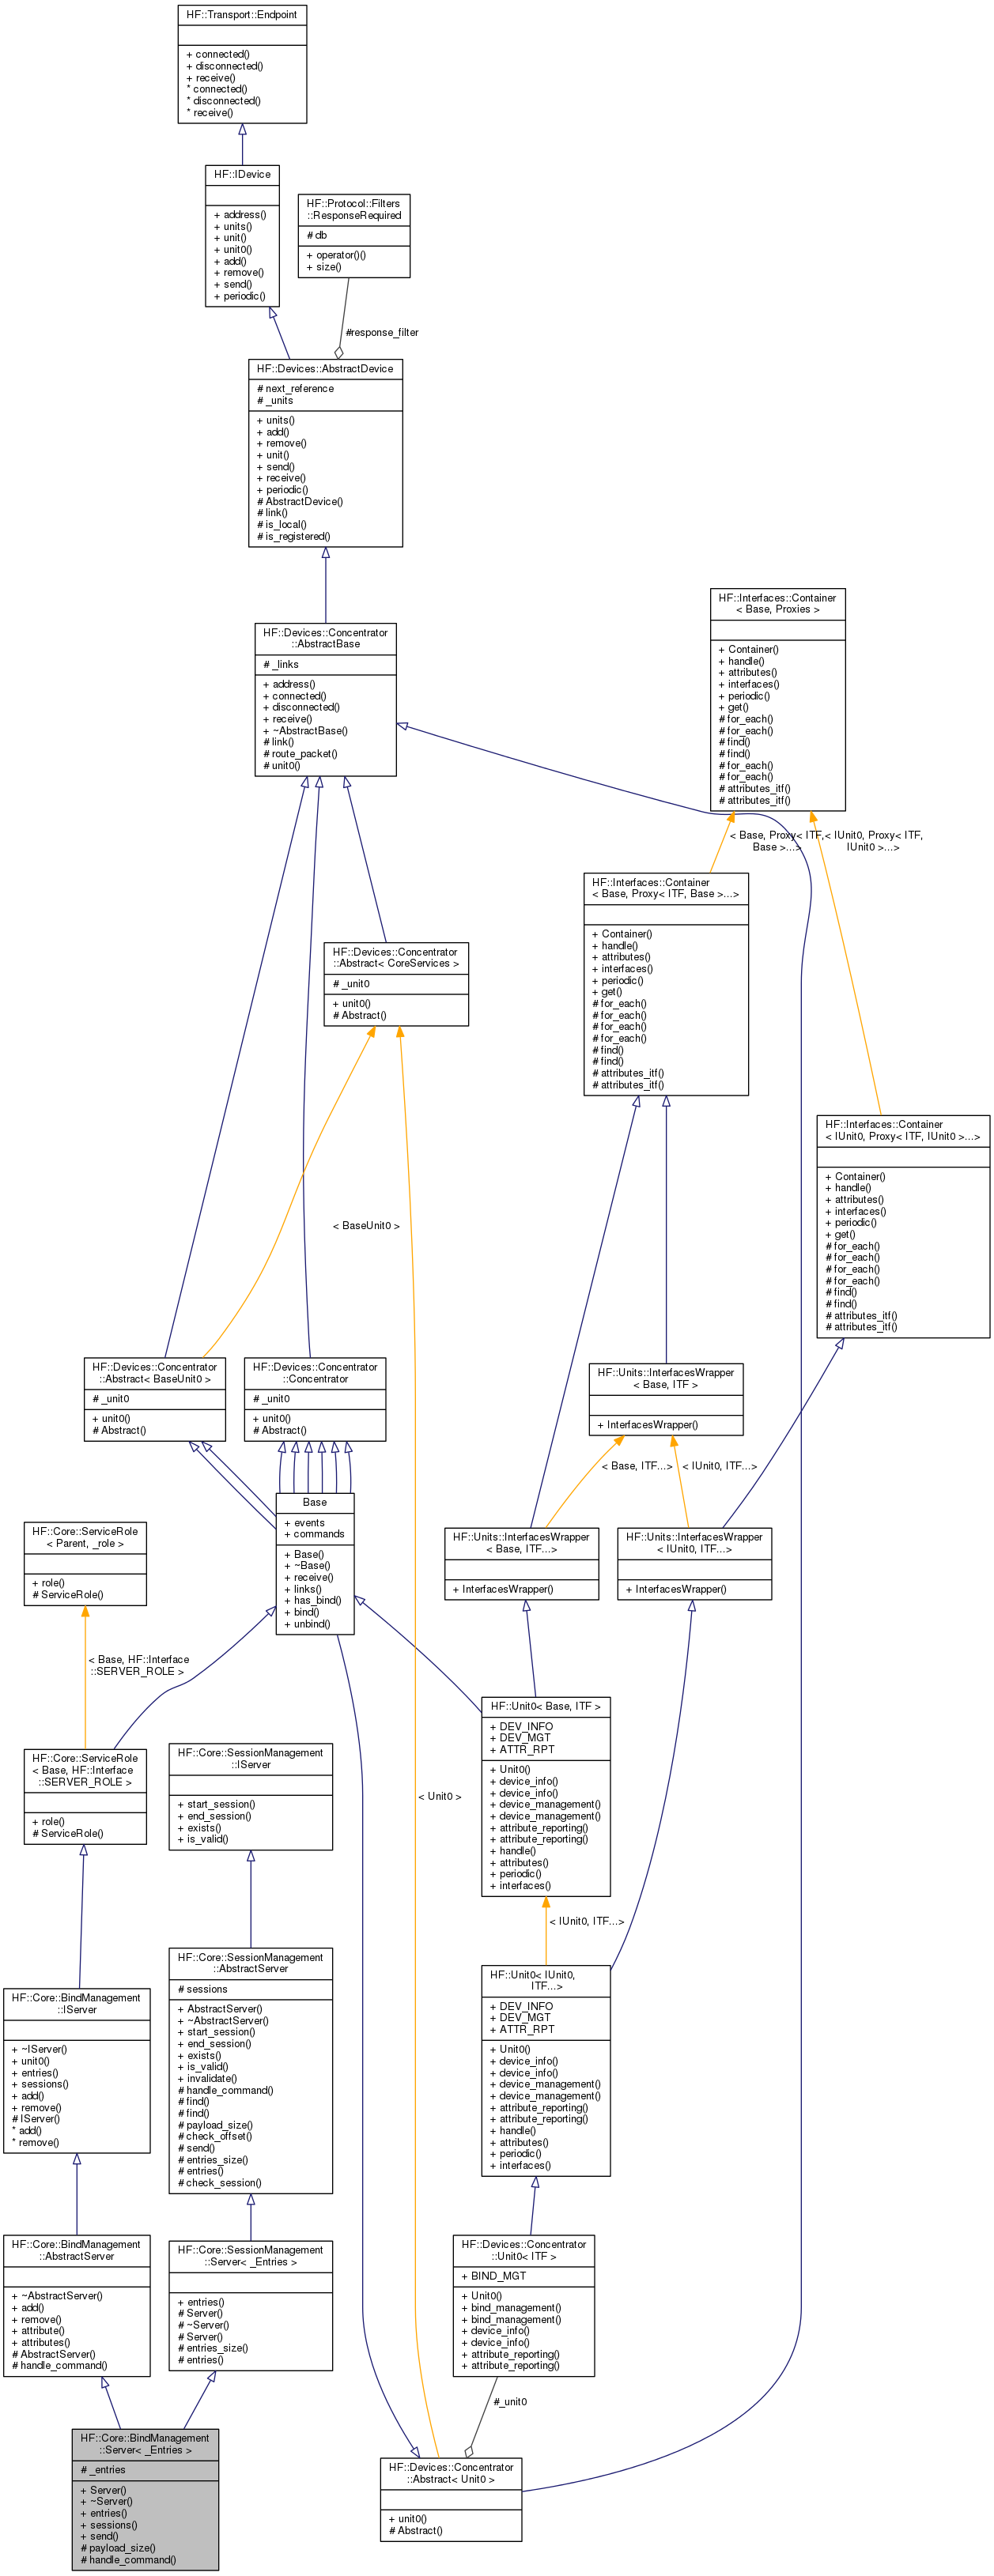 HF::Transport::Endpoint
+ connected()
+ disconnected()
+ receive()
* connected()
* disconnected()
* receive()
HF::IDevice
+ address()
+ units()
+ unit()
+ unit0()
+ add()
+ remove()
+ send()
+ periodic()
HF::Protocol::Filters
::ResponseRequired
# db
+ operator()()
+ size()
#response_filter
HF::Devices::AbstractDevice
# next_reference
# _units
+ units()
+ add()
+ remove()
+ unit()
+ send()
+ receive()
+ periodic()
# AbstractDevice()
# link()
# is_local()
# is_registered()
HF::Devices::Concentrator
::AbstractBase
# _links
+ address()
+ connected()
+ disconnected()
+ receive()
+ ~AbstractBase()
# link()
# route_packet()
# unit0()
HF::Interfaces::Container
< Base, Proxies >
+ Container()
+ handle()
+ attributes()
+ interfaces()
+ periodic()
+ get()
# for_each()
# for_each()
# find()
# find()
# for_each()
# for_each()
# attributes_itf()
# attributes_itf()
< Base, Proxy< ITF,
Base >...>
< IUnit0, Proxy< ITF,
IUnit0 >...>
HF::Interfaces::Container
< Base, Proxy< ITF, Base >...>
+ Container()
+ handle()
+ attributes()
+ interfaces()
+ periodic()
+ get()
# for_each()
# for_each()
# for_each()
# for_each()
# find()
# find()
# attributes_itf()
# attributes_itf()
HF::Devices::Concentrator
::Abstract< CoreServices >
# _unit0
+ unit0()
# Abstract()
HF::Interfaces::Container
< IUnit0, Proxy< ITF, IUnit0 >...>
+ Container()
+ handle()
+ attributes()
+ interfaces()
+ periodic()
+ get()
# for_each()
# for_each()
# for_each()
# for_each()
# find()
# find()
# attributes_itf()
# attributes_itf()
< BaseUnit0 >
HF::Devices::Concentrator
::Abstract< BaseUnit0 >
# _unit0
+ unit0()
# Abstract()
HF::Devices::Concentrator
::Concentrator
# _unit0
+ unit0()
# Abstract()
HF::Units::InterfacesWrapper
< Base, ITF >
+ InterfacesWrapper()
< Base, ITF...>
< IUnit0, ITF...>
Base
+ events
+ commands
+ Base()
+ ~Base()
+ receive()
+ links()
+ has_bind()
+ bind()
+ unbind()
HF::Core::ServiceRole
< Parent, _role >
+ role()
# ServiceRole()
HF::Units::InterfacesWrapper
< Base, ITF...>
+ InterfacesWrapper()
HF::Units::InterfacesWrapper
< IUnit0, ITF...>
+ InterfacesWrapper()
< Base, HF::Interface
::SERVER_ROLE >
HF::Unit0< Base, ITF >
+ DEV_INFO
+ DEV_MGT
+ ATTR_RPT
+ Unit0()
+ device_info()
+ device_info()
+ device_management()
+ device_management()
+ attribute_reporting()
+ attribute_reporting()
+ handle()
+ attributes()
+ periodic()
+ interfaces()
HF::Core::ServiceRole
< Base, HF::Interface
::SERVER_ROLE >
+ role()
# ServiceRole()
HF::Core::SessionManagement
::IServer
+ start_session()
+ end_session()
+ exists()
+ is_valid()
< Unit0 >
< IUnit0, ITF...>
HF::Core::SessionManagement
::AbstractServer
# sessions
+ AbstractServer()
+ ~AbstractServer()
+ start_session()
+ end_session()
+ exists()
+ is_valid()
+ invalidate()
# handle_command()
# find()
# find()
# payload_size()
# check_offset()
# send()
# entries_size()
# entries()
# check_session()
HF::Unit0< IUnit0,
ITF...>
+ DEV_INFO
+ DEV_MGT
+ ATTR_RPT
+ Unit0()
+ device_info()
+ device_info()
+ device_management()
+ device_management()
+ attribute_reporting()
+ attribute_reporting()
+ handle()
+ attributes()
+ periodic()
+ interfaces()
HF::Core::BindManagement
::IServer
+ ~IServer()
+ unit0()
+ entries()
+ sessions()
+ add()
+ remove()
# IServer()
* add()
* remove()
HF::Core::BindManagement
::AbstractServer
+ ~AbstractServer()
+ add()
+ remove()
+ attribute()
+ attributes()
# AbstractServer()
# handle_command()
HF::Core::SessionManagement
::Server< _Entries >
+ entries()
# Server()
# ~Server()
# Server()
# entries_size()
# entries()
HF::Devices::Concentrator
::Unit0< ITF >
+ BIND_MGT
+ Unit0()
+ bind_management()
+ bind_management()
+ device_info()
+ device_info()
+ attribute_reporting()
+ attribute_reporting()
#_unit0
HF::Core::BindManagement
::Server< _Entries >
# _entries
+ Server()
+ ~Server()
+ entries()
+ sessions()
+ send()
# payload_size()
# handle_command()
HF::Devices::Concentrator
::Abstract< Unit0 >
+ unit0()
# Abstract()